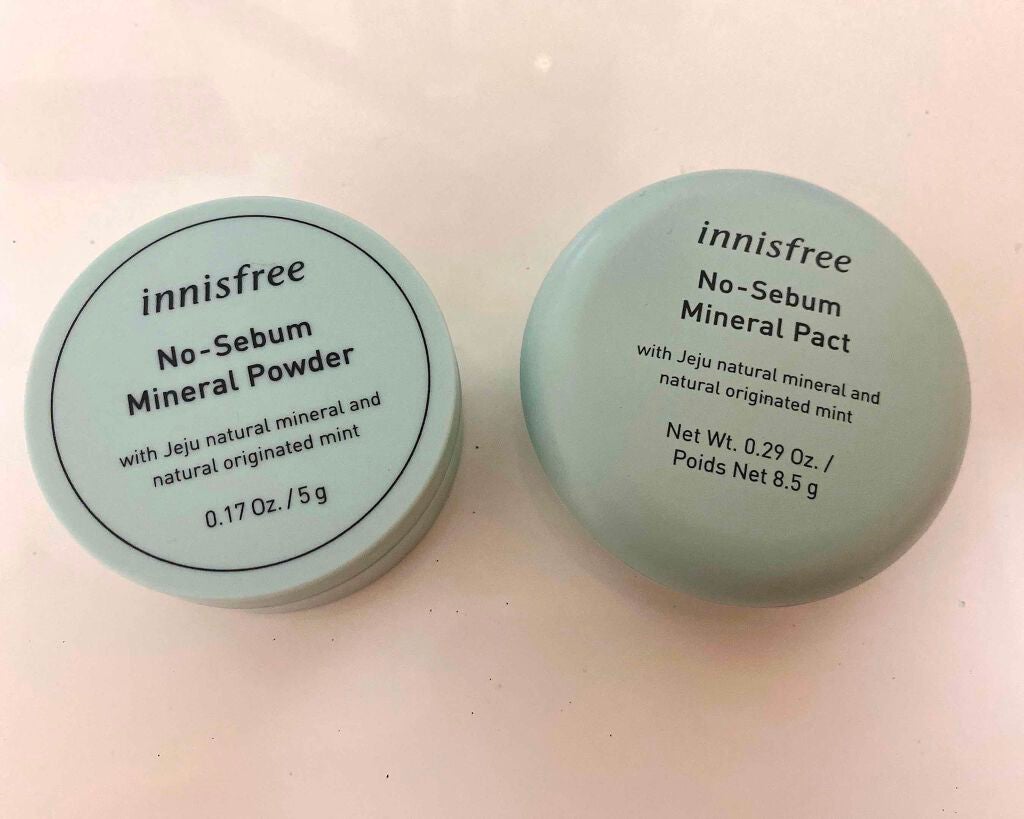 innisfree
No-Sebum
Mineral Powder
with Jeju natural mineral and
natural originated mint
0.17 Oz. / 5 g
innisfree
No-Sebum
Mineral Pact
with Jeju natural mineral and
natural originated mint
Net Wt. 0.29 Oz. /
Poids Net 8.5 g